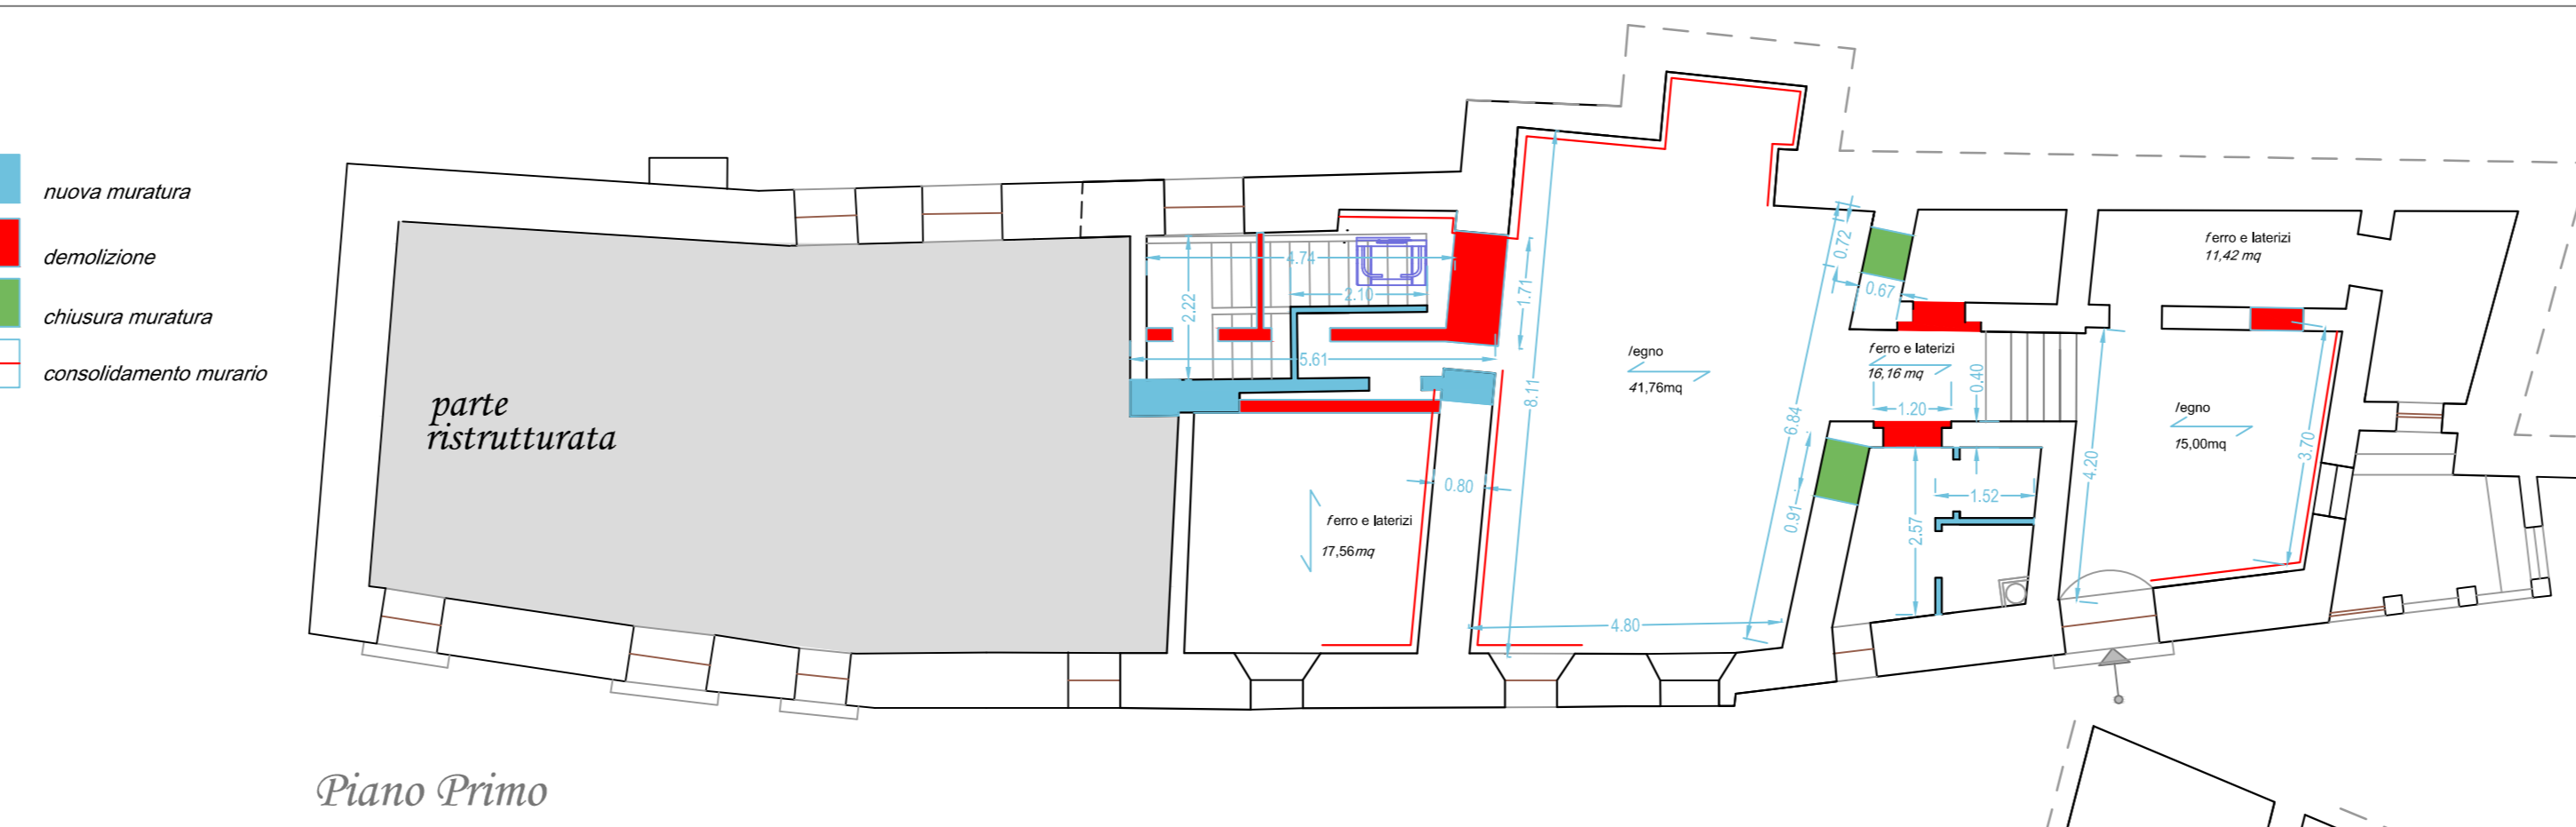 nuova muratura
demolizione
chiusura muratura
consolidamento murario
parte
ristrutturata
4.74
2.10
2.22
5.61
1.71
8.11
legno
41,76mq
0.80
ferro e laterizi
17,56mq
4.80
6.84
0.91
0.72
0.67
ferro e laterizi
16,16 mq
1.20
0.40
2.57
1.52
ferro e laterizi
11,42 mq
legno
15,00mq
4.20
3.70
Piano Primo